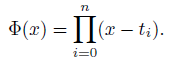 Φ(x) = ∏_{i=0}^{n} (x − t_i).